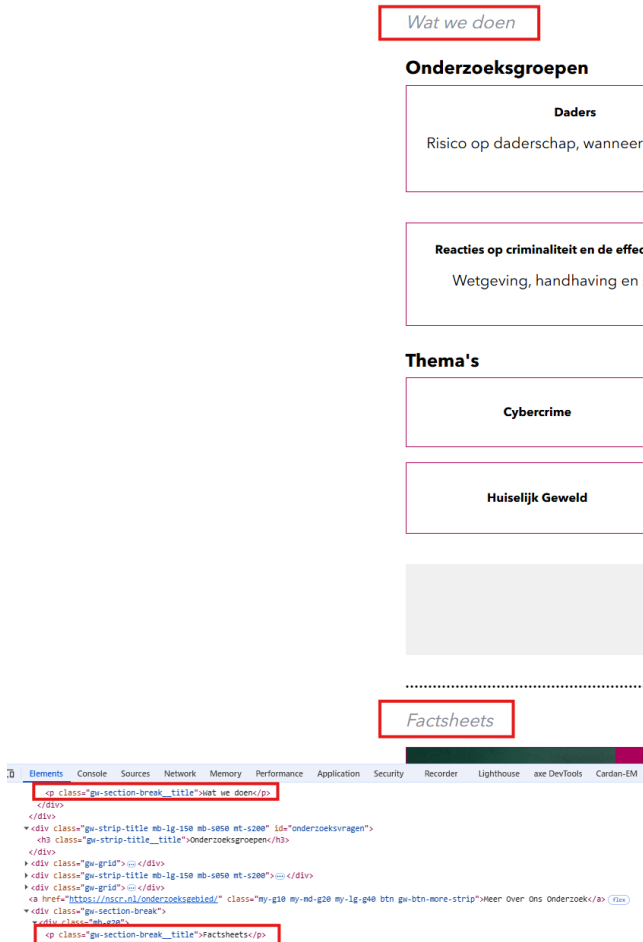 Wat we doen
Onderzoeksgroepen
Daders
Risico op daderschap, wanneer
Reacties op criminaliteit en de effec
Wetgeving, handhaving en
Thema's
Cybercrime
Huiselijk Geweld
Factsheets
Elements Console Sources Network Memory Performance Application Security Recorder Lighthouse axe DevTools Cardan-EM
<p class="gw-section-break__title">Wat we doen</p>
</div>
</div>
<div class="gw-strip-title mb-lg-150 mb-s050 mt-s200" id="onderzoeksvragen">
<h3 class="gw-strip-title__title">Onderzoeksgroepen</h3>
</div>
<div class="gw-grid">…</div>
<div class="gw-strip-title mb-lg-150 mb-s050 mt-s200">…</div>
<div class="gw-grid">…</div>
<a href="https://nscr.nl/onderzoeksgebied/" class="my-g10 my-md-g20 my-lg-g40 btn gw-btn-more-strip">Meer Over Ons Onderzoek</a> flex
<div class="gw-section-break">
<div class="mb-g20">
<p class="gw-section-break__title">Factsheets</p>